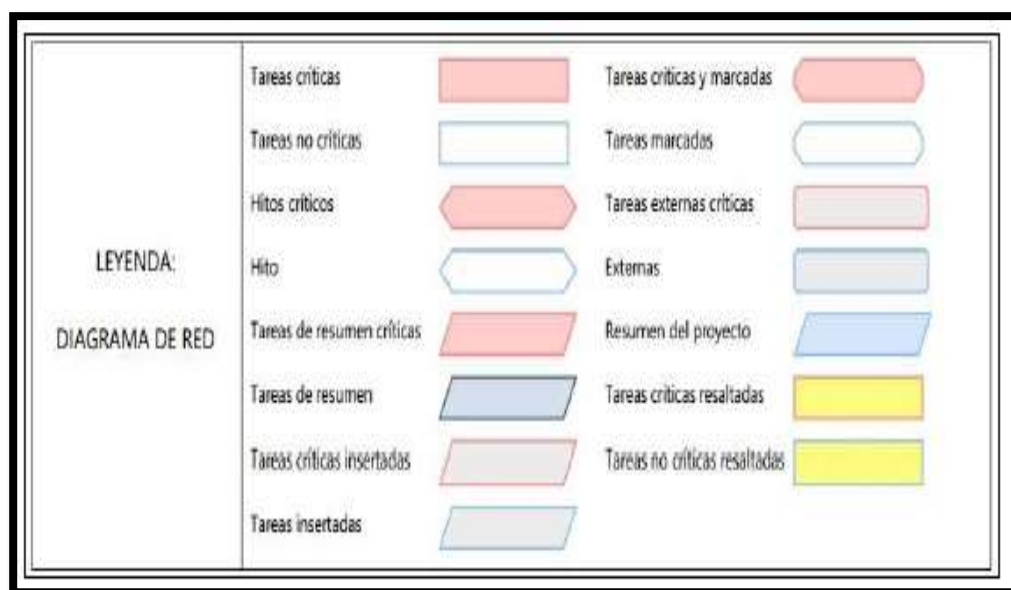 LEYENDA:
DIAGRAMA DE RED
Tareas críticas
Tareas no críticas
Hitos críticos
Hito
Tareas de resumen críticas
Tareas de resumen
Tareas críticas insertadas
Tareas insertadas
Tareas críticas y marcadas
Tareas marcadas
Tareas externas críticas
Externas
Resumen del proyecto
Tareas críticas resaltadas
Tareas no críticas resaltadas